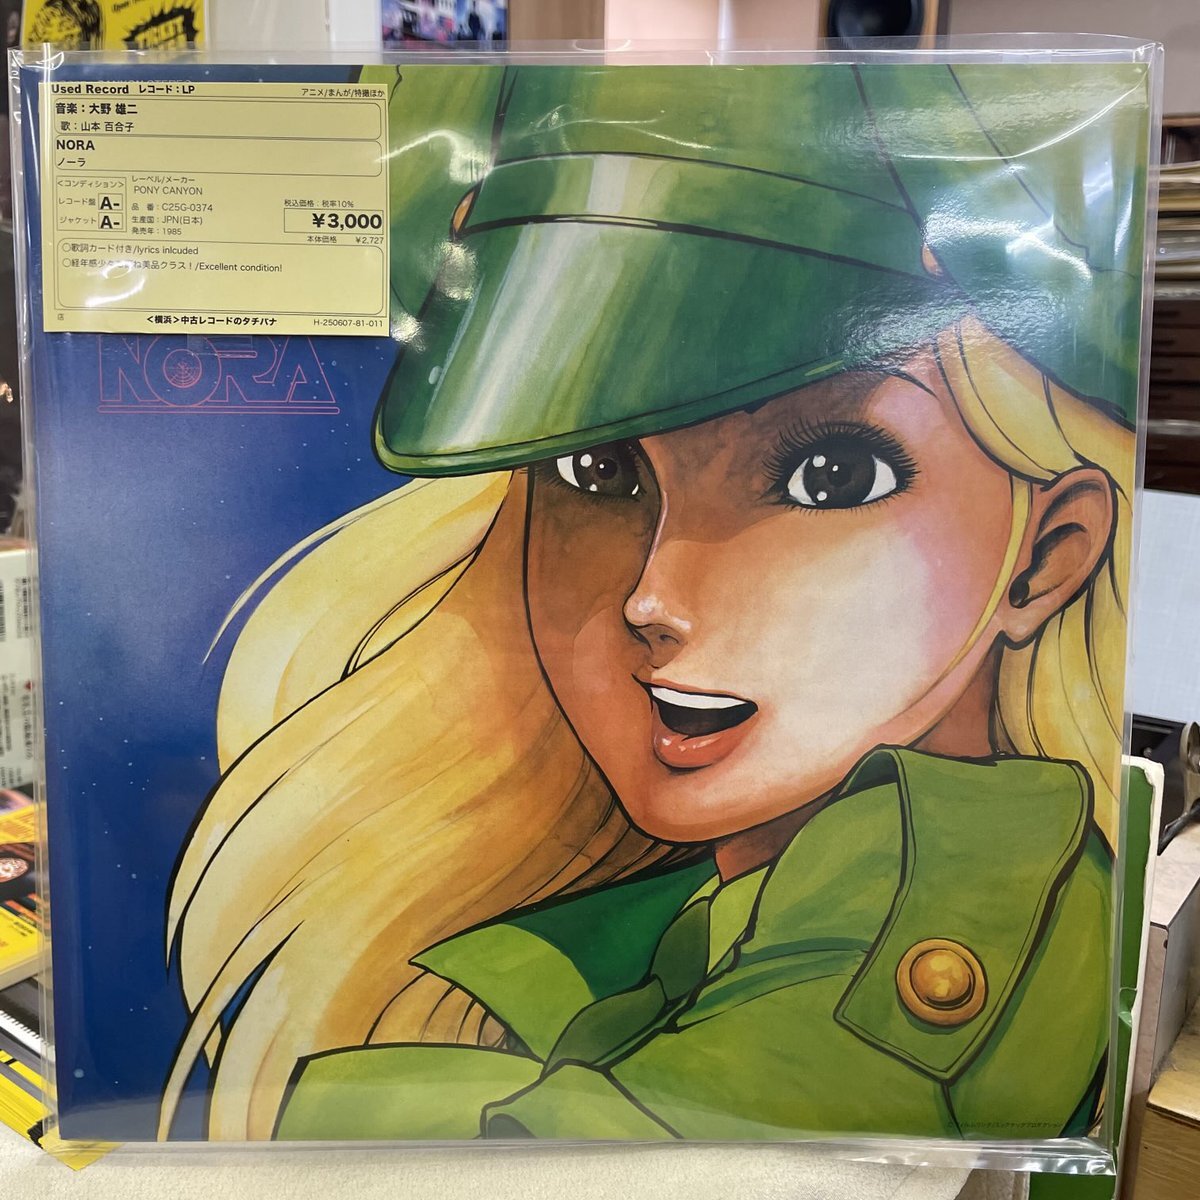 Used Record レコード：LP
アニメ/まんが/特撮ほか
音楽：大野 雄二
歌：山本 百合子
NORA
ノーラ
<コンディション>
レコード盤 A-
ジャケット A-
レーベル/メーカー
PONY CANYON
品　番：C25G-0374
生産国：JPN(日本)
発売年：1985
税込価格：税率10%
￥3,000
本体価格 ￥2,727
○歌詞カード付き/lyrics inlcuded
○経年感少 美品クラス！/Excellent condition!
店
＜横浜＞中古レコードのタチバナ
H-250607-81-011
NORA